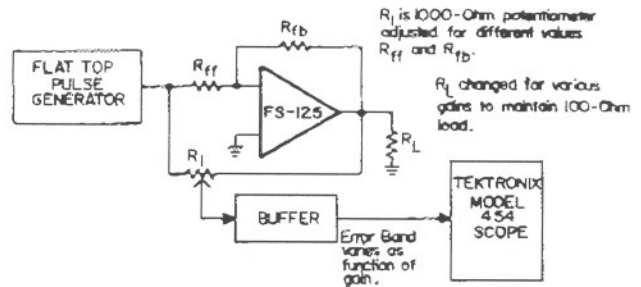 R1 is 1000-Ohm potentiometer
adjusted for different values
Rff and Rfb.
RL changed for various
gains to maintain 100-Ohm
load.
FLAT TOP
PULSE
GENERATOR
Rff
Rfb
FS-125
RL
R1
BUFFER
Error Band
varies as
function of
gain.
TEKTRONIX
MODEL
454
SCOPE